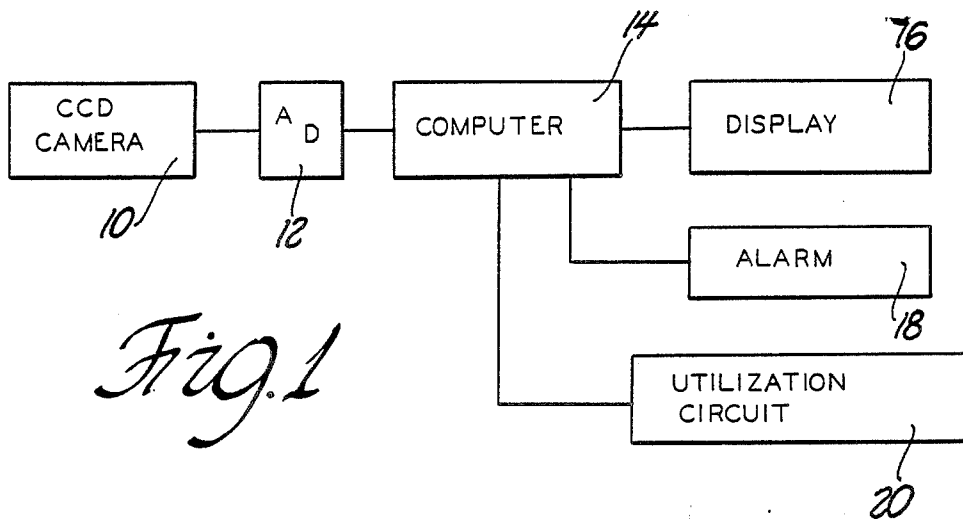 14
76
CCD
CAMERA
A
D
COMPUTER
DISPLAY
10
12
ALARM
18
Fig. 1
UTILIZATION
CIRCUIT
20